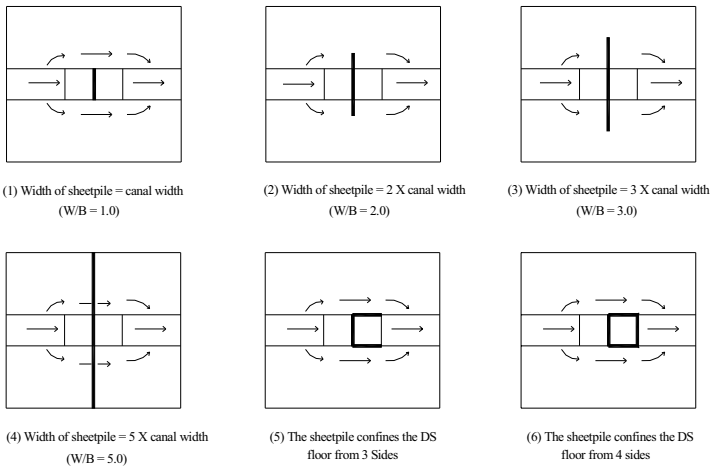 (1) Width of sheetpile = canal width
(W/B = 1.0)
(2) Width of sheetpile = 2 X canal width
(W/B = 2.0)
(3) Width of sheetpile = 3 X canal width
(W/B = 3.0)
(4) Width of sheetpile = 5 X canal width
(W/B = 5.0)
(5) The sheetpile confines the DS
floor from 3 Sides
(6) The sheetpile confines the DS
floor from 4 sides